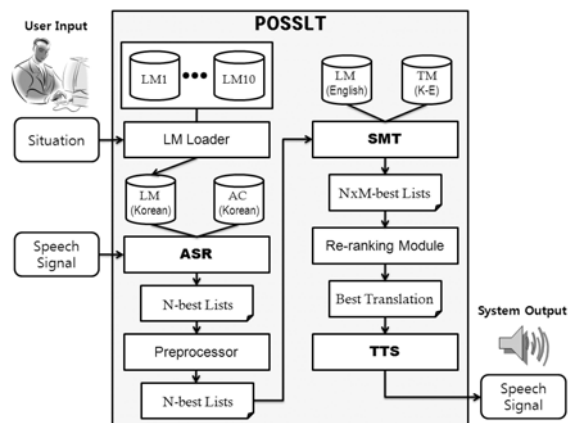 POSSLT
User Input
LM1
LM10
Situation
LM Loader
LM
(Korean)
AC
(Korean)
Speech
Signal
ASR
N-best Lists
Preprocessor
N-best Lists
LM
(English)
TM
(K-E)
SMT
NxM-best Lists
Re-ranking Module
Best Translation
TTS
System Output
Speech
Signal